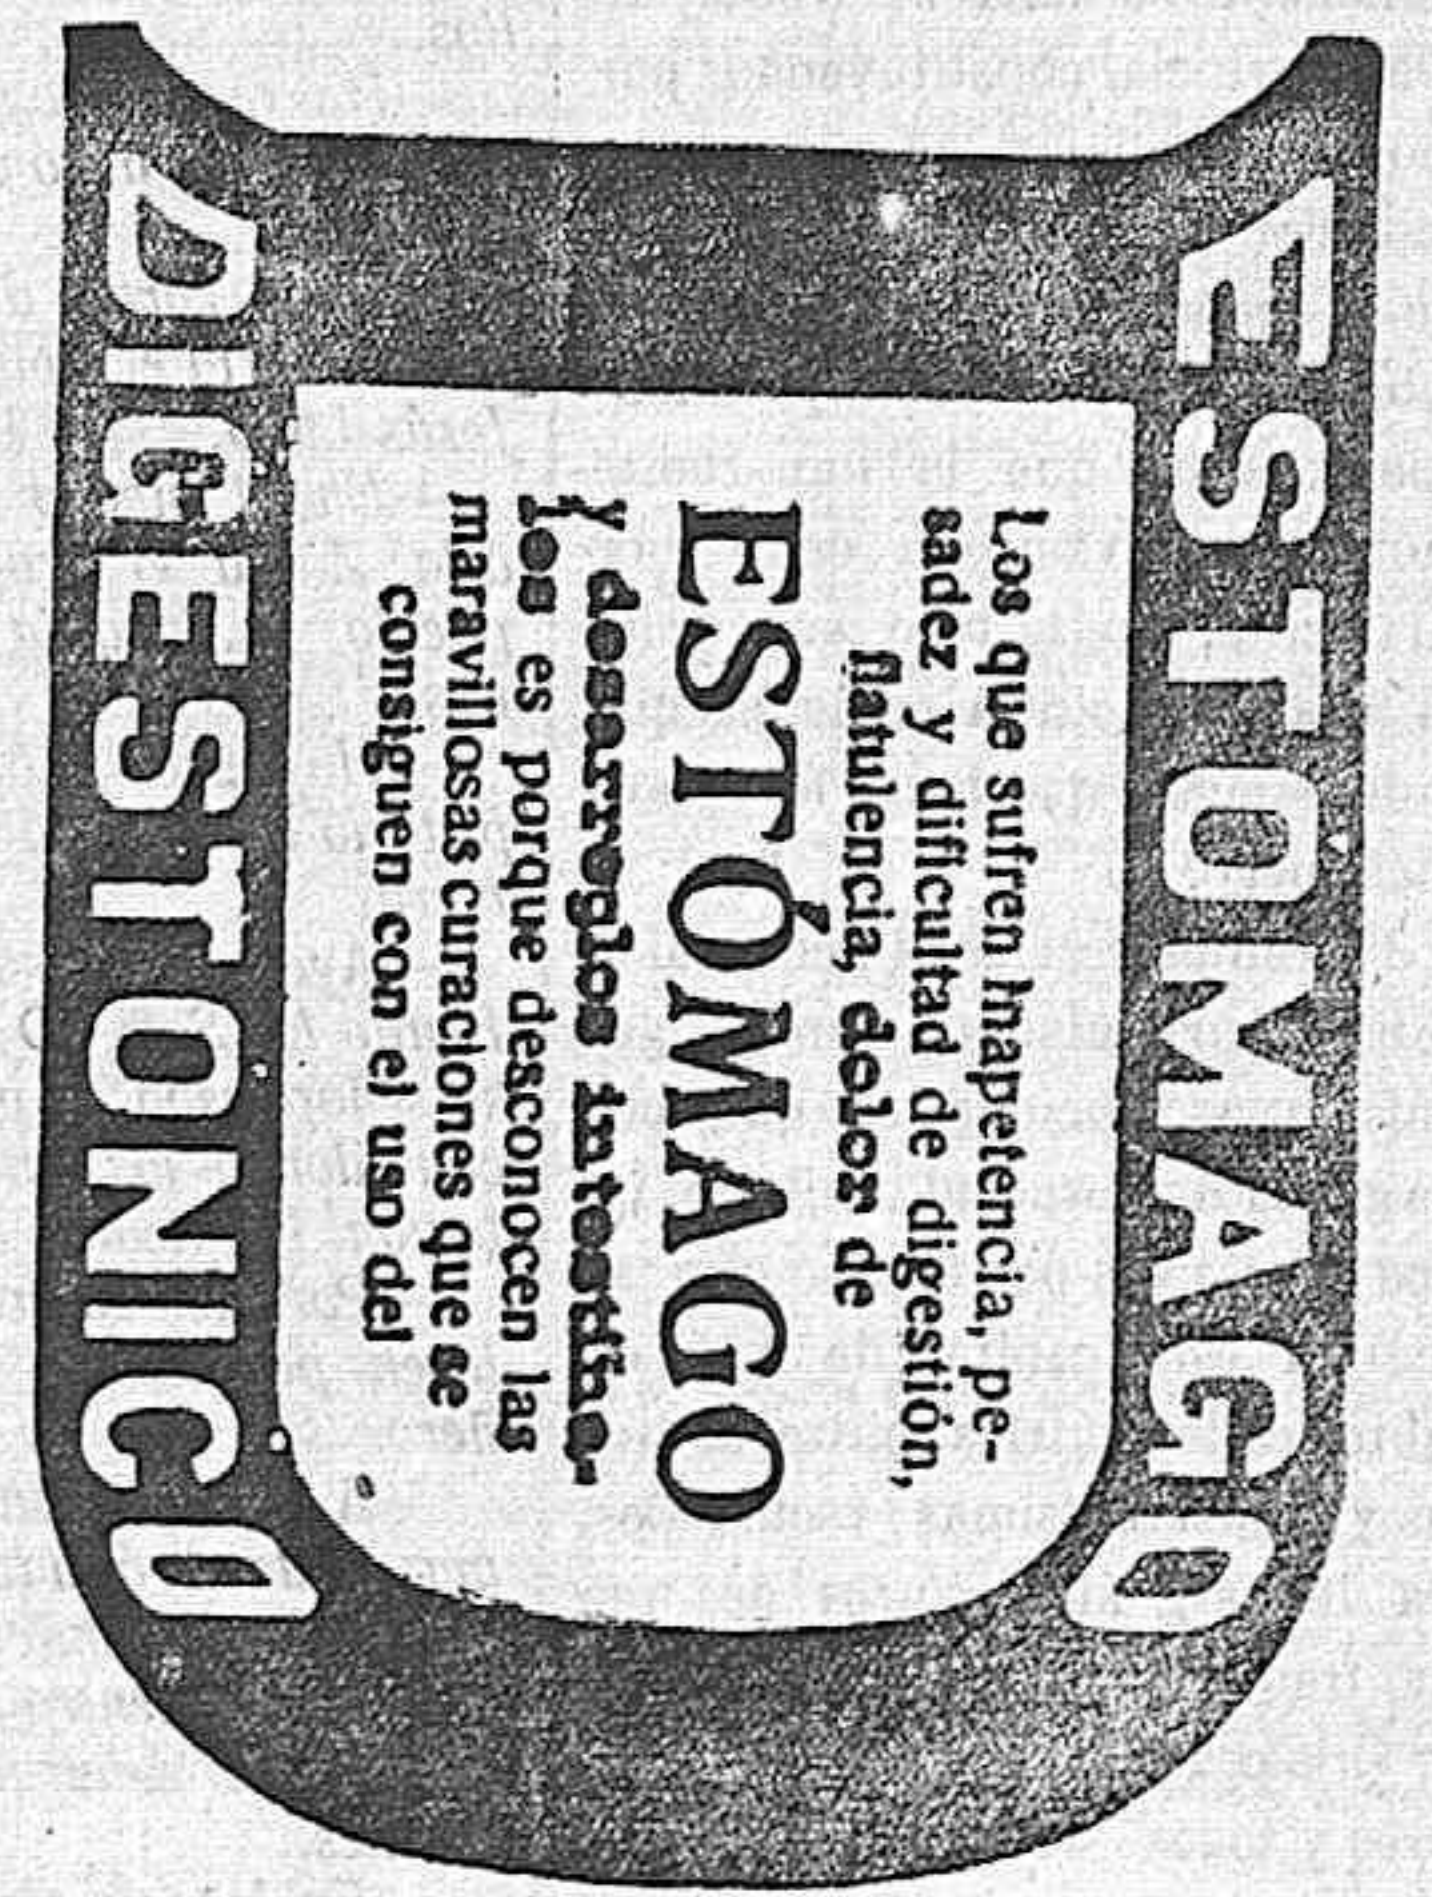 ESTOMAGO
Los que sufren inapetencia, pe-
sadez y dificultad de digestión,
flatulencia, dolor de
ESTÓMAGO
y desarreglos intestina-
les es porque desconocen las
maravillosas curaciones que se
consiguen con el uso del
DIGESTONICO